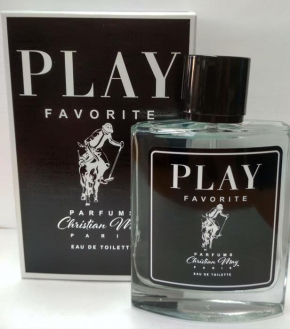 PLAY
FAVORITE
PARFUMS
Christian May
PARIS
EAU DE TOILETTE
PLAY
FAVORITE
PARFUMS
Christian May
PARIS
EAU DE TOILETTE